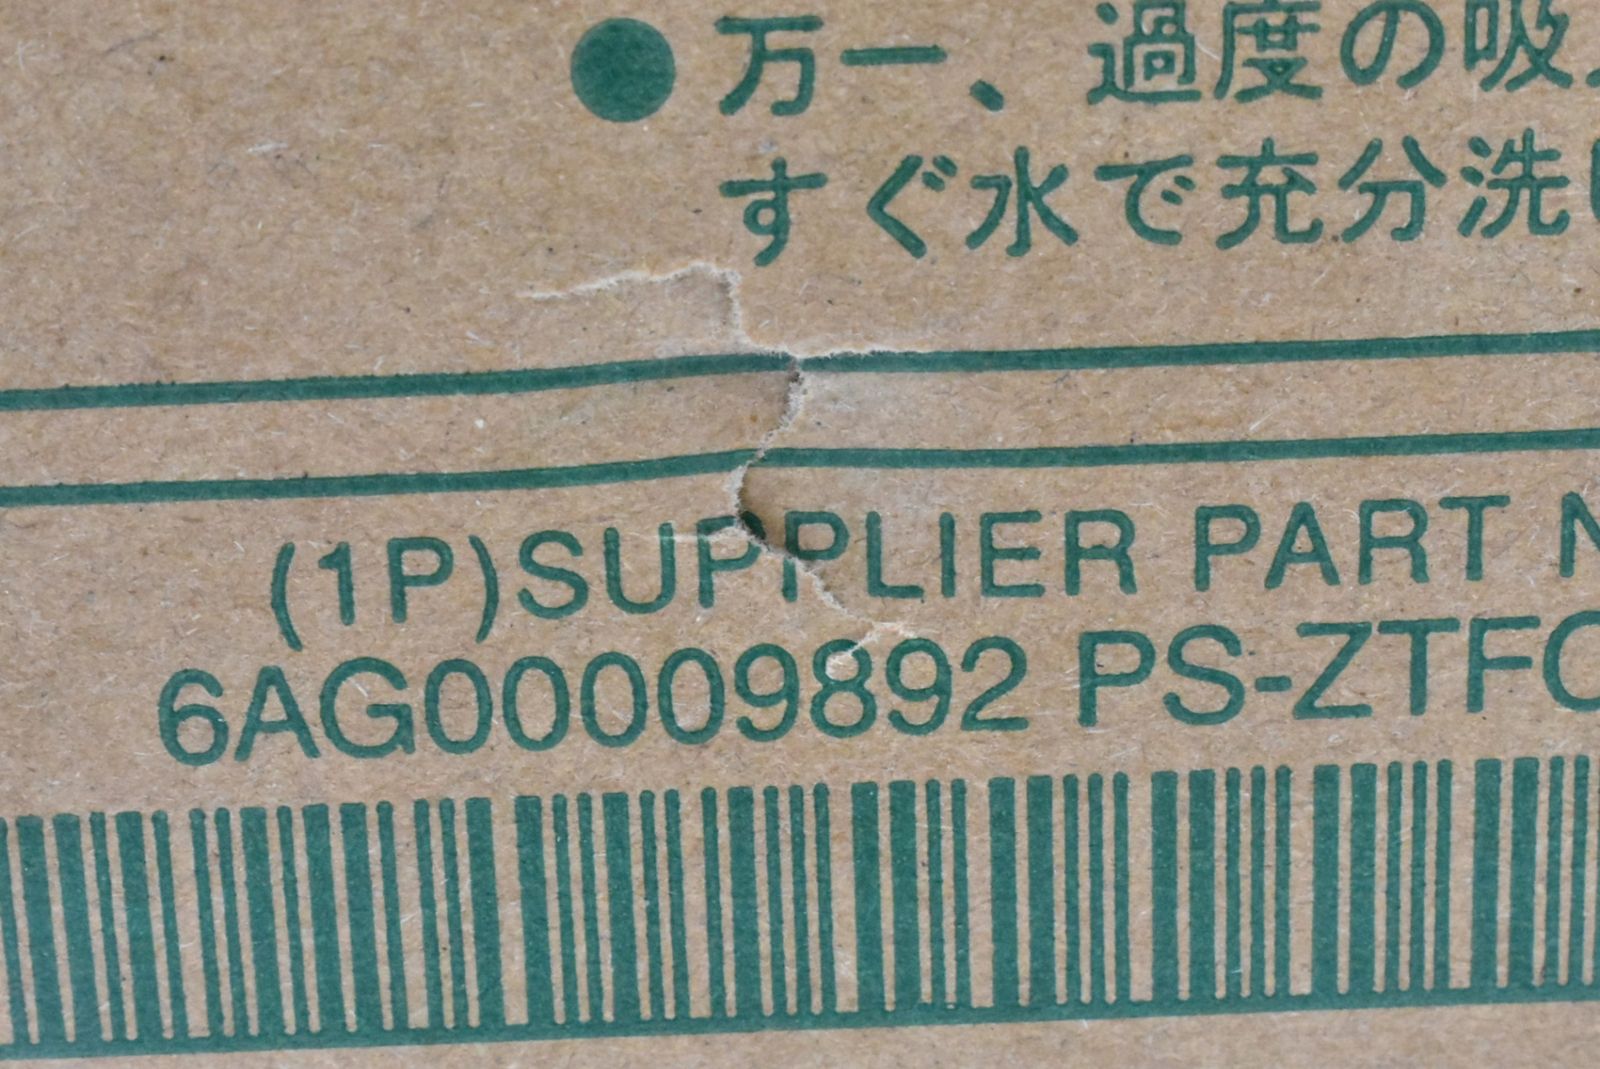 ●万一、過度の吸
すぐ水で充分洗
(1P)SUPPLIER PART N
6AG00009892 PS-ZTF